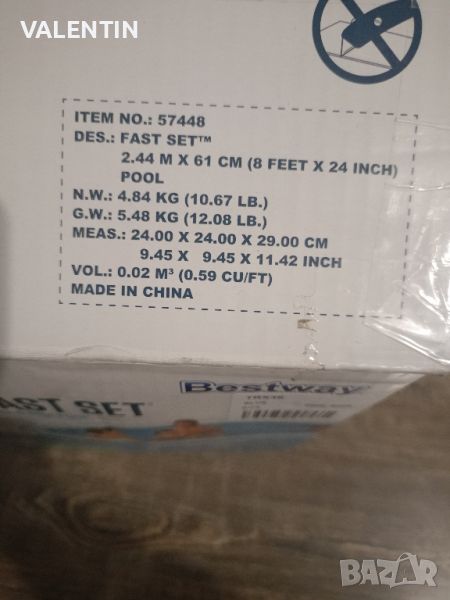 VALENTIN
ITEM NO.: 57448
DES.: FAST SET™
2.44 M X 61 CM (8 FEET X 24 INCH)
POOL
N.W.: 4.84 KG (10.67 LB.)
G.W.: 5.48 KG (12.08 LB.)
MEAS.: 24.00 X 24.00 X 29.00 CM
9.45 X 9.45 X 11.42 INCH
VOL.: 0.02 M³ (0.59 CU/FT)
MADE IN CHINA
Bestway
FAST SET
BAZAR